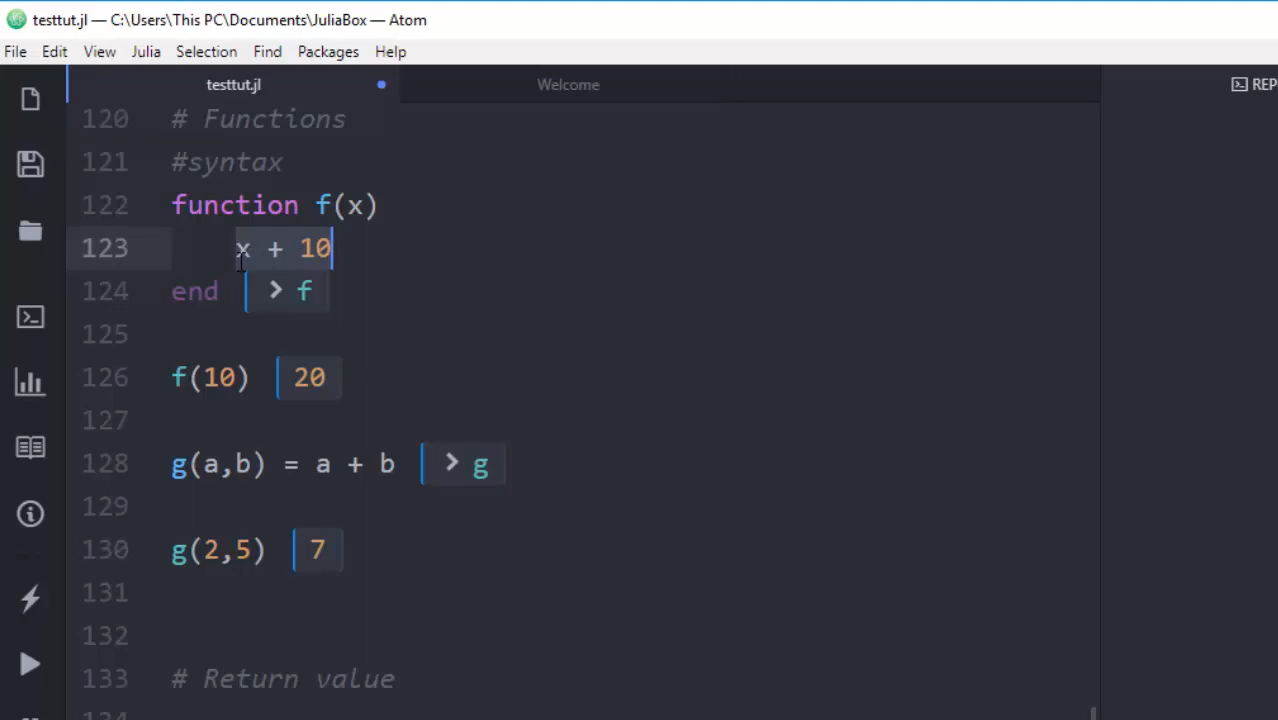 testtut.jl — C:\Users\This PC\Documents\JuliaBox — Atom
File Edit View Julia Selection Find Packages Help
testtut.jl Welcome REP
120 # Functions
121 #syntax
122 function f(x)
123 x + 10
124 end > f
125
126 f(10) 20
127
128 g(a,b) = a + b > g
129
130 g(2,5) 7
131
132
133 # Return value
134